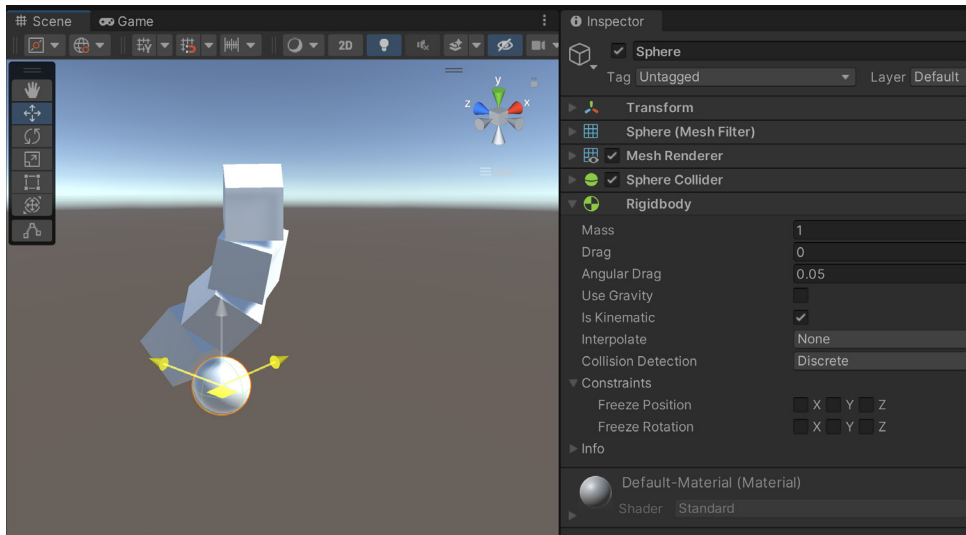 Scene Game
2D
y
z x
Inspector
Sphere
Tag Untagged Layer Default
Transform
Sphere (Mesh Filter)
Mesh Renderer
Sphere Collider
Rigidbody
Mass 1
Drag 0
Angular Drag 0.05
Use Gravity
Is Kinematic
Interpolate None
Collision Detection Discrete
Constraints
Freeze Position X Y Z
Freeze Rotation X Y Z
Info
Default-Material (Material)
Shader Standard